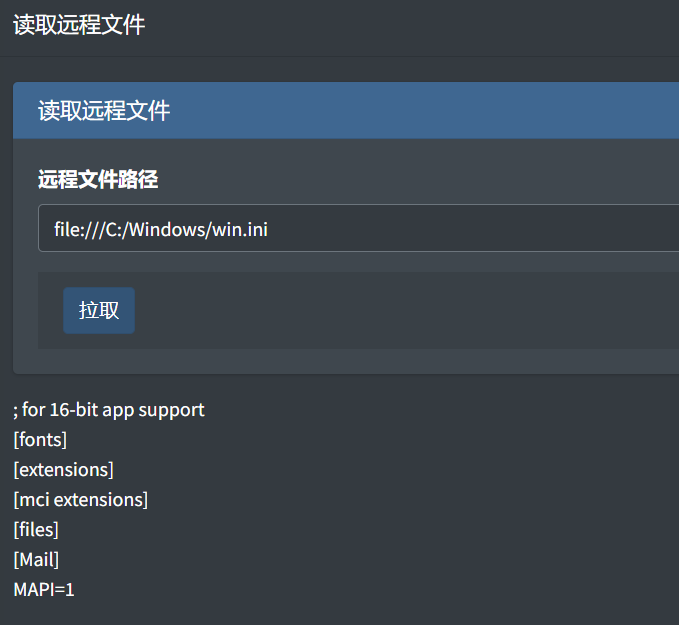 读取远程文件
读取远程文件
远程文件路径
file:///C:/Windows/win.ini
拉取
; for 16-bit app support
[fonts]
[extensions]
[mci extensions]
[files]
[Mail]
MAPI=1